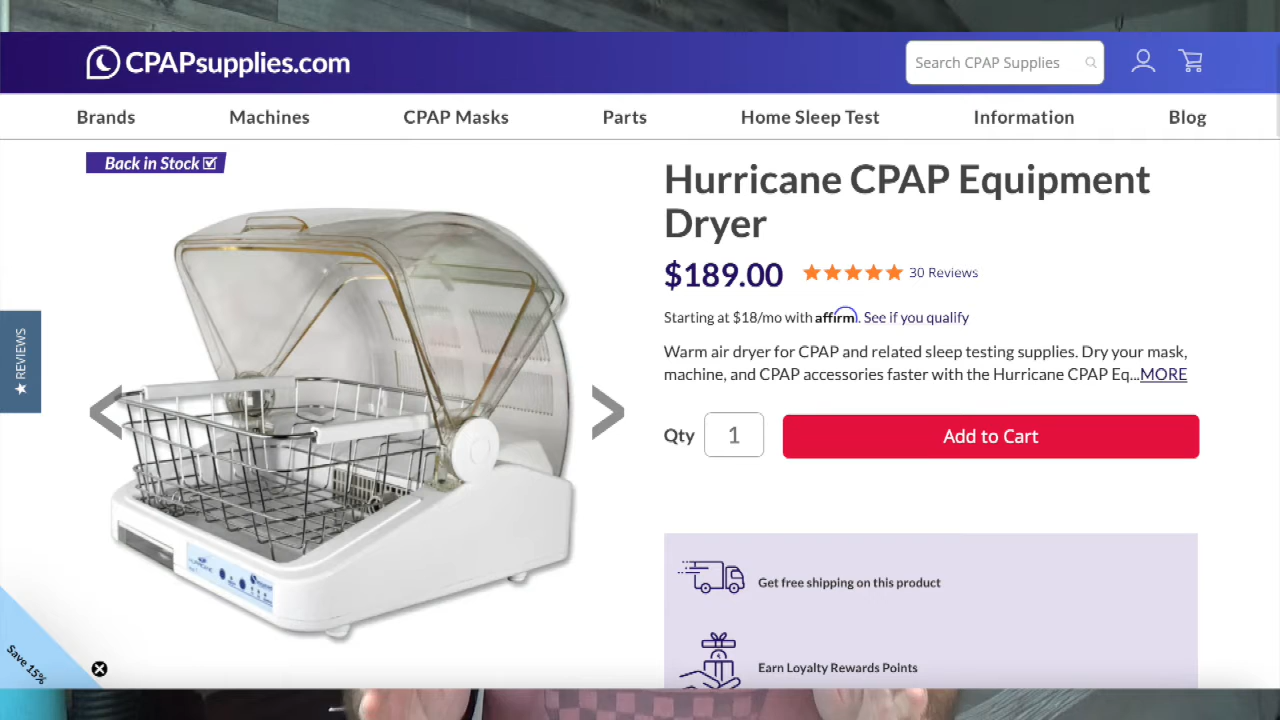 CPAPsupplies.com
Search CPAP Supplies
Brands
Machines
CPAP Masks
Parts
Home Sleep Test
Information
Blog
Back in Stock
Hurricane CPAP Equipment
Dryer
$189.00
30 Reviews
Starting at $18/mo with affirm. See if you qualify
Warm air dryer for CPAP and related sleep testing supplies. Dry your mask,
machine, and CPAP accessories faster with the Hurricane CPAP Eq...MORE
★ REVIEWS
Qty
1
Add to Cart
HURRICANE
Get free shipping on this product
Earn Loyalty Rewards Points
Save 15%